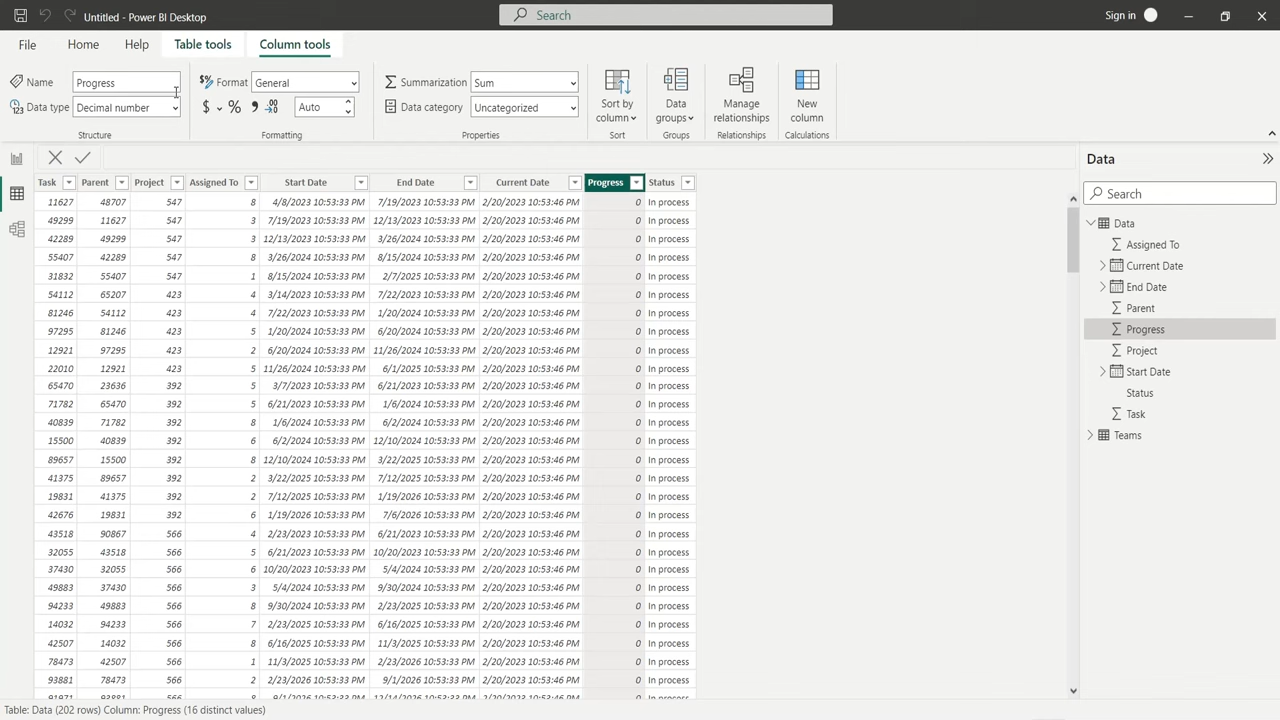 Untitled - Power BI Desktop
Search
Sign in
File Home Help Table tools Column tools
Name Progress
Format General
Summarization Sum
Data type Decimal number
$ % Auto
Data category Uncategorized
Sort by column
Data groups
Manage relationships
New column
Structure Formatting Properties Sort Groups Relationships Calculations
Task Parent Project Assigned To Start Date End Date Current Date Progress Status
11627 48707 547 8 4/8/2023 10:53:33 PM 7/19/2023 10:53:33 PM 2/20/2023 10:53:46 PM 0 In process
49299 11627 547 3 7/19/2023 10:53:33 PM 12/13/2023 10:53:33 PM 2/20/2023 10:53:46 PM 0 In process
42289 49299 547 3 12/13/2023 10:53:33 PM 3/26/2024 10:53:33 PM 2/20/2023 10:53:46 PM 0 In process
55407 42289 547 8 3/26/2024 10:53:33 PM 8/15/2024 10:53:33 PM 2/20/2023 10:53:46 PM 0 In process
31832 55407 547 1 8/15/2024 10:53:33 PM 2/7/2025 10:53:33 PM 2/20/2023 10:53:46 PM 0 In process
54112 65207 423 4 3/14/2023 10:53:33 PM 7/22/2023 10:53:33 PM 2/20/2023 10:53:46 PM 0 In process
81246 54112 423 4 7/22/2023 10:53:33 PM 1/20/2024 10:53:33 PM 2/20/2023 10:53:46 PM 0 In process
97295 81246 423 5 1/20/2024 10:53:33 PM 6/20/2024 10:53:33 PM 2/20/2023 10:53:46 PM 0 In process
12921 97295 423 2 6/20/2024 10:53:33 PM 11/26/2024 10:53:33 PM 2/20/2023 10:53:46 PM 0 In process
22010 12921 423 5 11/26/2024 10:53:33 PM 6/1/2025 10:53:33 PM 2/20/2023 10:53:46 PM 0 In process
65470 23636 392 5 3/7/2023 10:53:33 PM 6/21/2023 10:53:33 PM 2/20/2023 10:53:46 PM 0 In process
71782 65470 392 5 6/21/2023 10:53:33 PM 1/6/2024 10:53:33 PM 2/20/2023 10:53:46 PM 0 In process
40839 71782 392 8 1/6/2024 10:53:33 PM 6/2/2024 10:53:33 PM 2/20/2023 10:53:46 PM 0 In process
15500 40839 392 6 6/2/2024 10:53:33 PM 12/10/2024 10:53:33 PM 2/20/2023 10:53:46 PM 0 In process
89657 15500 392 8 12/10/2024 10:53:33 PM 3/22/2025 10:53:33 PM 2/20/2023 10:53:46 PM 0 In process
41375 89657 392 2 3/22/2025 10:53:33 PM 7/12/2025 10:53:33 PM 2/20/2023 10:53:46 PM 0 In process
19831 41375 392 2 7/12/2025 10:53:33 PM 1/19/2026 10:53:33 PM 2/20/2023 10:53:46 PM 0 In process
42676 19831 392 6 1/19/2026 10:53:33 PM 7/6/2026 10:53:33 PM 2/20/2023 10:53:46 PM 0 In process
43518 90867 566 4 2/23/2023 10:53:33 PM 6/21/2023 10:53:33 PM 2/20/2023 10:53:46 PM 0 In process
32055 43518 566 5 6/21/2023 10:53:33 PM 10/20/2023 10:53:33 PM 2/20/2023 10:53:46 PM 0 In process
37430 32055 566 6 10/20/2023 10:53:33 PM 5/4/2024 10:53:33 PM 2/20/2023 10:53:46 PM 0 In process
49883 37430 566 3 5/4/2024 10:53:33 PM 9/30/2024 10:53:33 PM 2/20/2023 10:53:46 PM 0 In process
94233 49883 566 8 9/30/2024 10:53:33 PM 2/23/2025 10:53:33 PM 2/20/2023 10:53:46 PM 0 In process
14032 94233 566 7 2/23/2025 10:53:33 PM 6/16/2025 10:53:33 PM 2/20/2023 10:53:46 PM 0 In process
42507 14032 566 8 6/16/2025 10:53:33 PM 11/3/2025 10:53:33 PM 2/20/2023 10:53:46 PM 0 In process
78473 42507 566 1 11/3/2025 10:53:33 PM 2/23/2026 10:53:33 PM 2/20/2023 10:53:46 PM 0 In process
93881 78473 566 2 2/23/2026 10:53:33 PM 9/1/2026 10:53:33 PM 2/20/2023 10:53:46 PM 0 In process
Data
Search
Data
Assigned To
Current Date
End Date
Parent
Progress
Project
Start Date
Status
Task
Teams
Table: Data (202 rows) Column: Progress (16 distinct values)